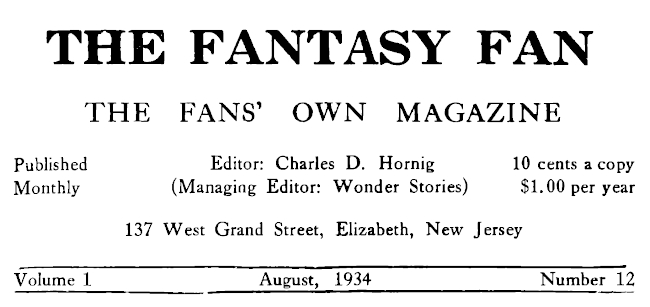 THE FANTASY FAN
THE FANS' OWN MAGAZINE
Published Editor: Charles D. Hornig 10 cents a copy
Monthly (Managing Editor: Wonder Stories) $1.00 per year
137 West Grand Street, Elizabeth, New Jersey
Volume 1 August, 1934 Number 12